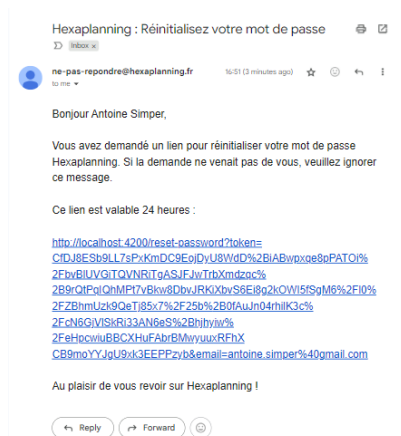 Hexaplanning : Réinitialisez votre mot de passe
Inbox x
ne-pas-repondre@hexaplanning.fr 16:51 (3 minutes ago)
to me
Bonjour Antoine Simper,
Vous avez demandé un lien pour réinitialiser votre mot de passe
Hexaplanning. Si la demande ne venait pas de vous, veuillez ignorer
ce message.
Ce lien est valable 24 heures :
http://localhost:4200/reset-password?token=
CfDJ8ESb9LL7sPxKmDC9EojDyU8WdD%2BiABwpxqe8pPATOi%
2FbvBlUVGiTQVNRiTgASJFJwTrbXmdzqc%
2B9rQtPqIQhMPt7vBkw8DbvJRKiXbvS6Ei8g2kOWI5fSgM6%2Fl0%
2FZBhmUzk9QeTj85x7%2F25b%2B0fAuJn04rhilK3c%
2FcN6GjVlSkRi33AN6eS%2Bhjhyiw%
2FeHpcwiuBBCXHuFAbrBMwyuuxRFhX
CB9moYYJgU9xk3EEPPzyb&email=antoine.simper%40gmail.com
Au plaisir de vous revoir sur Hexaplanning !
Reply Forward